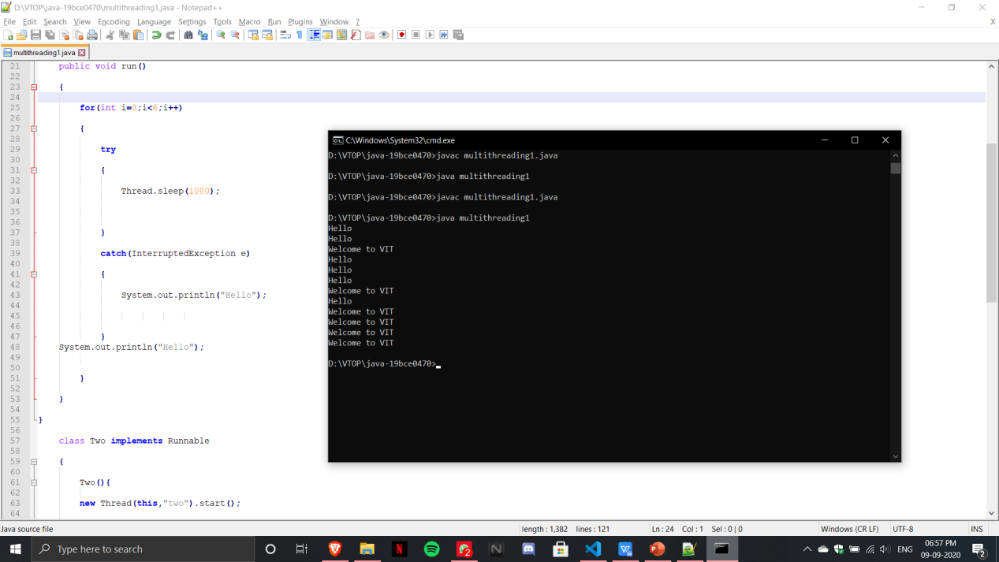 D:\VTOP\java-19bce0470\multithreading1.java - Notepad++
File Edit Search View Encoding Language Settings Tools Macro Run Plugins Window ? X
multithreading1.java
21 public void run()
22
23 {
24
25 for(int i=0;i<6;i++)
26
27 {
28
29 try
30
31 {
32
33 Thread.sleep(1000);
34
35
36
37 }
38
39 catch(InterruptedException e)
40
41 {
42
43 System.out.println("Hello");
44
45
46
47 }
48 System.out.println("Hello");
49
50
51 }
52
53 }
54
55 }
56
57 class Two implements Runnable
58
59 {
60
61 Two(){
62
63 new Thread(this,"two").start();
64
C:\Windows\System32\cmd.exe
D:\VTOP\java-19bce0470>javac multithreading1.java
D:\VTOP\java-19bce0470>java multithreading1
D:\VTOP\java-19bce0470>javac multithreading1.java
D:\VTOP\java-19bce0470>java multithreading1
Hello
Hello
Welcome to VIT
Hello
Hello
Hello
Welcome to VIT
Hello
Welcome to VIT
Welcome to VIT
Welcome to VIT
Welcome to VIT
D:\VTOP\java-19bce0470>
Java source file length : 1,382 lines : 121 Ln : 24 Col : 1 Sel : 0 | 0 Windows (CR LF) UTF-8 INS
Type here to search
ENG
06:57 PM
09-09-2020
2
2